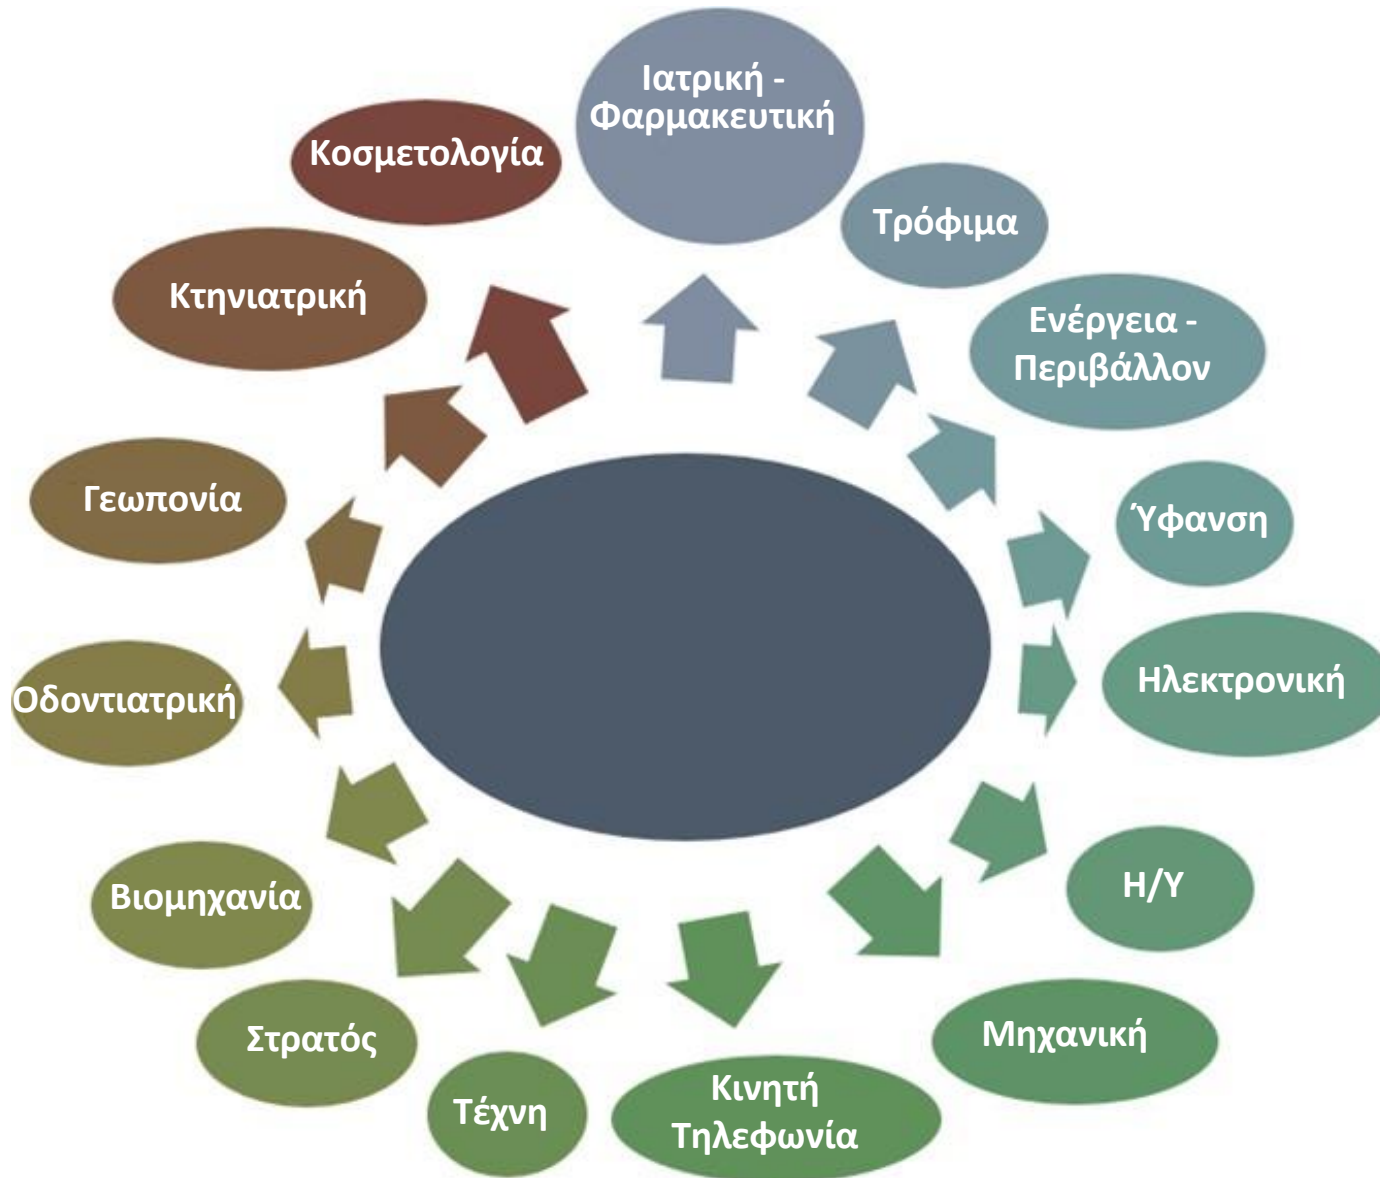 Ιατρική -
Φαρμακευτική
Κοσμετολογία
Τρόφιμα
Κτηνιατρική
Ενέργεια -
Περιβάλλον
Γεωπονία
Ύφανση
Οδοντιατρική
Ηλεκτρονική
Βιομηχανία
Η/Υ
Στρατός
Μηχανική
Τέχνη
Κινητή
Τηλεφωνία